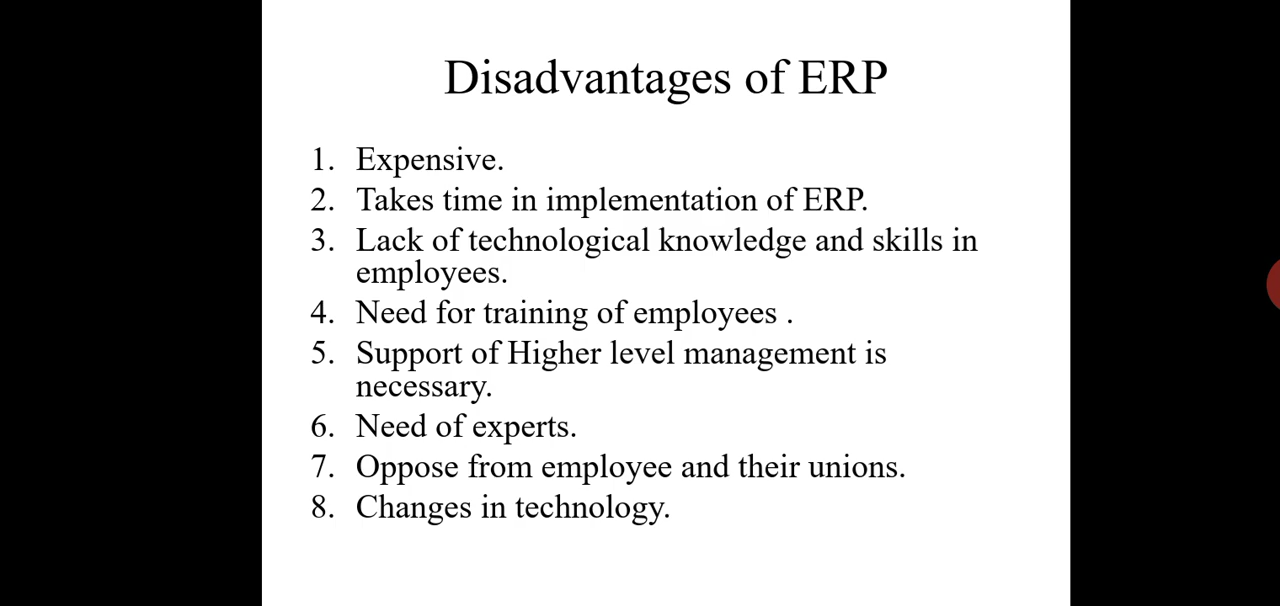 Disadvantages of ERP
1. Expensive.
2. Takes time in implementation of ERP.
3. Lack of technological knowledge and skills in
employees.
4. Need for training of employees .
5. Support of Higher level management is
necessary.
6. Need of experts.
7. Oppose from employee and their unions.
8. Changes in technology.